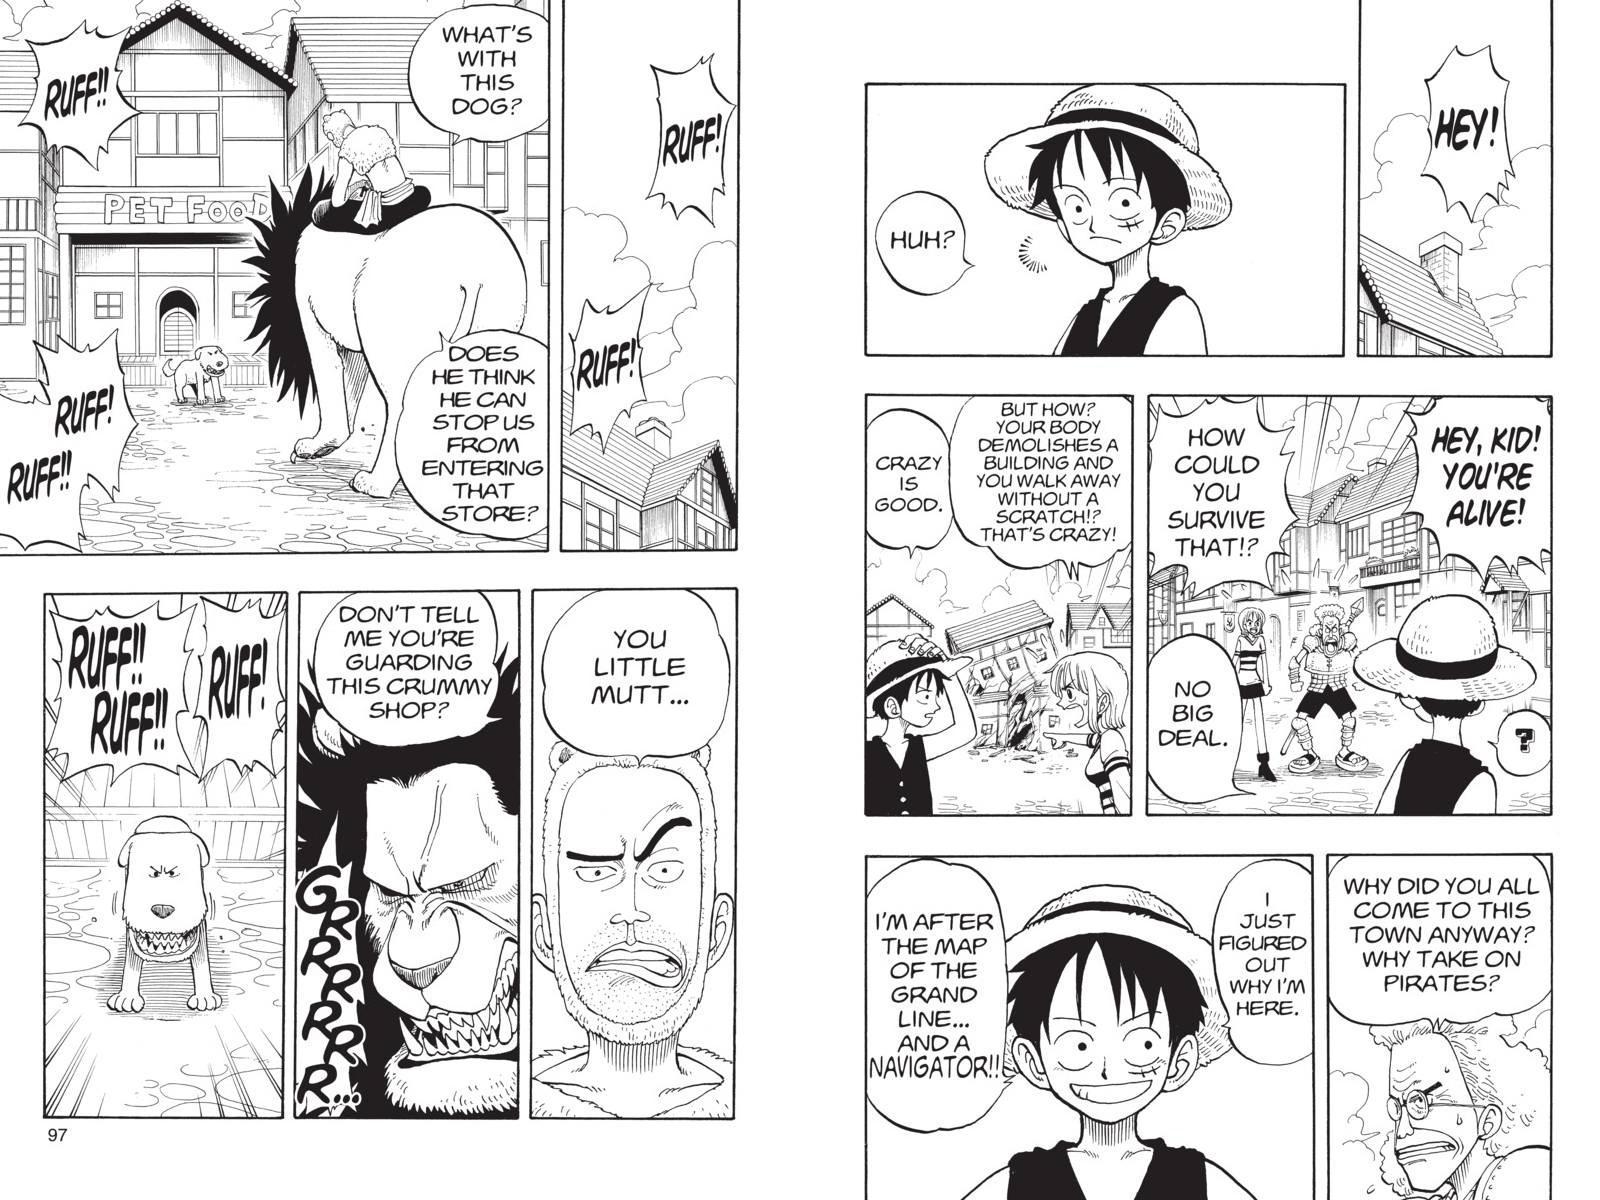 HEY!
HUH?
HEY, KID!
YOU'RE
ALIVE!
HOW
COULD
YOU
SURVIVE
THAT!?
?
NO
BIG
DEAL.
BUT HOW?
YOUR BODY
DEMOLISHES A
BUILDING AND
YOU WALK AWAY
WITHOUT A
SCRATCH!?
THAT'S CRAZY!
CRAZY
IS
GOOD.
WHY DID YOU ALL
COME TO THIS
TOWN ANYWAY?
WHY TAKE ON
PIRATES?
I
JUST
FIGURED
OUT
WHY I'M
HERE.
I'M AFTER
THE MAP
OF THE
GRAND
LINE...
AND A
NAVIGATOR!!
RUFF!
RUFF!
WHAT'S
WITH
THIS
DOG?
RUFF!!
PET FOOD
DOES
HE THINK
HE CAN
STOP US
FROM
ENTERING
THAT
STORE?
RUFF!
RUFF!!
YOU
LITTLE
MUTT...
DON'T TELL
ME YOU'RE
GUARDING
THIS CRUMMY
SHOP?
GRRRRR...
RUFF!
RUFF!!
RUFF!!
97